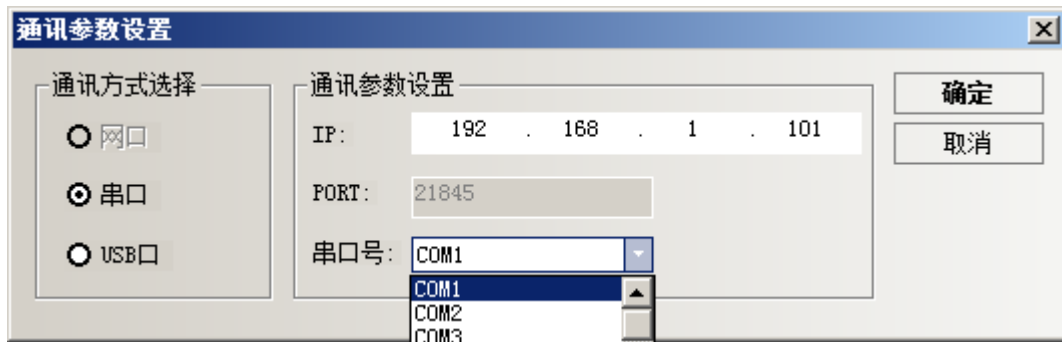 通讯参数设置
通讯方式选择
网口
串口
USB口
通讯参数设置
IP: 192 . 168 . 1 . 101
PORT: 21845
串口号: COM1
COM1
COM2
COM3
确定
取消